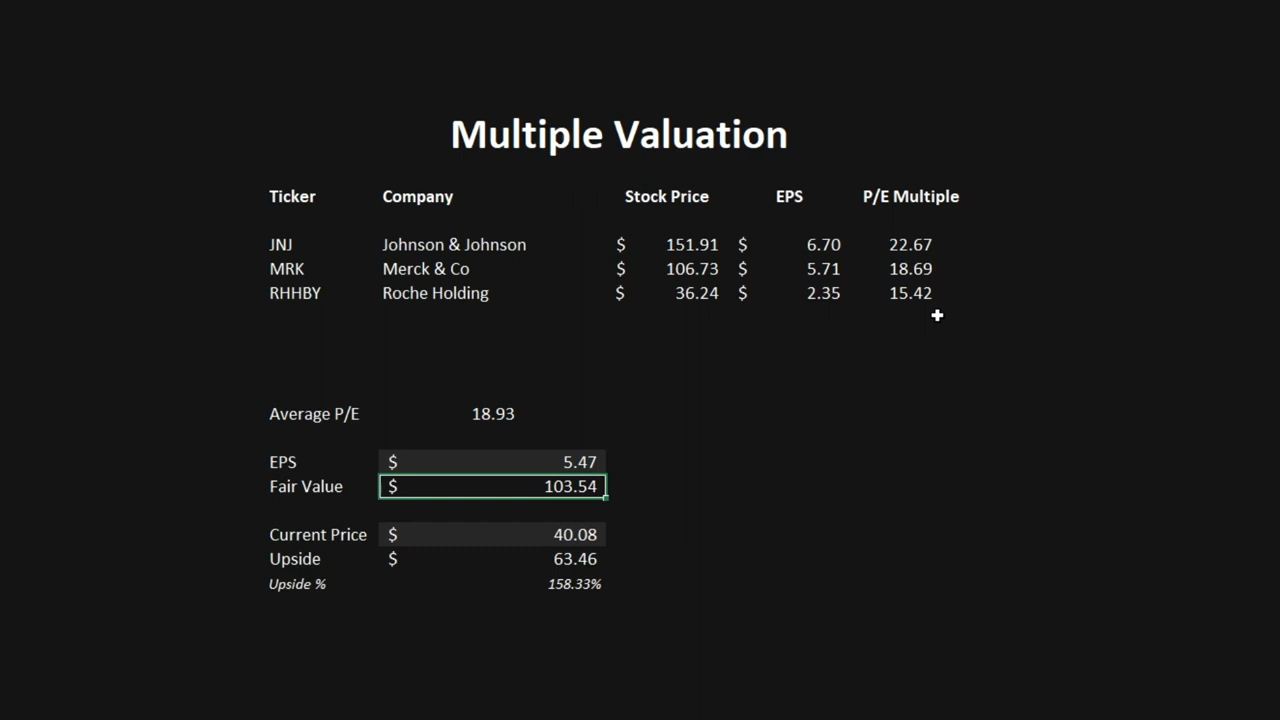 Multiple Valuation
Ticker Company Stock Price EPS P/E Multiple
JNJ Johnson & Johnson $ 151.91 $ 6.70 22.67
MRK Merck & Co $ 106.73 $ 5.71 18.69
RHHBY Roche Holding $ 36.24 $ 2.35 15.42
Average P/E 18.93
EPS $ 5.47
Fair Value $ 103.54
Current Price $ 40.08
Upside $ 63.46
Upside % 158.33%